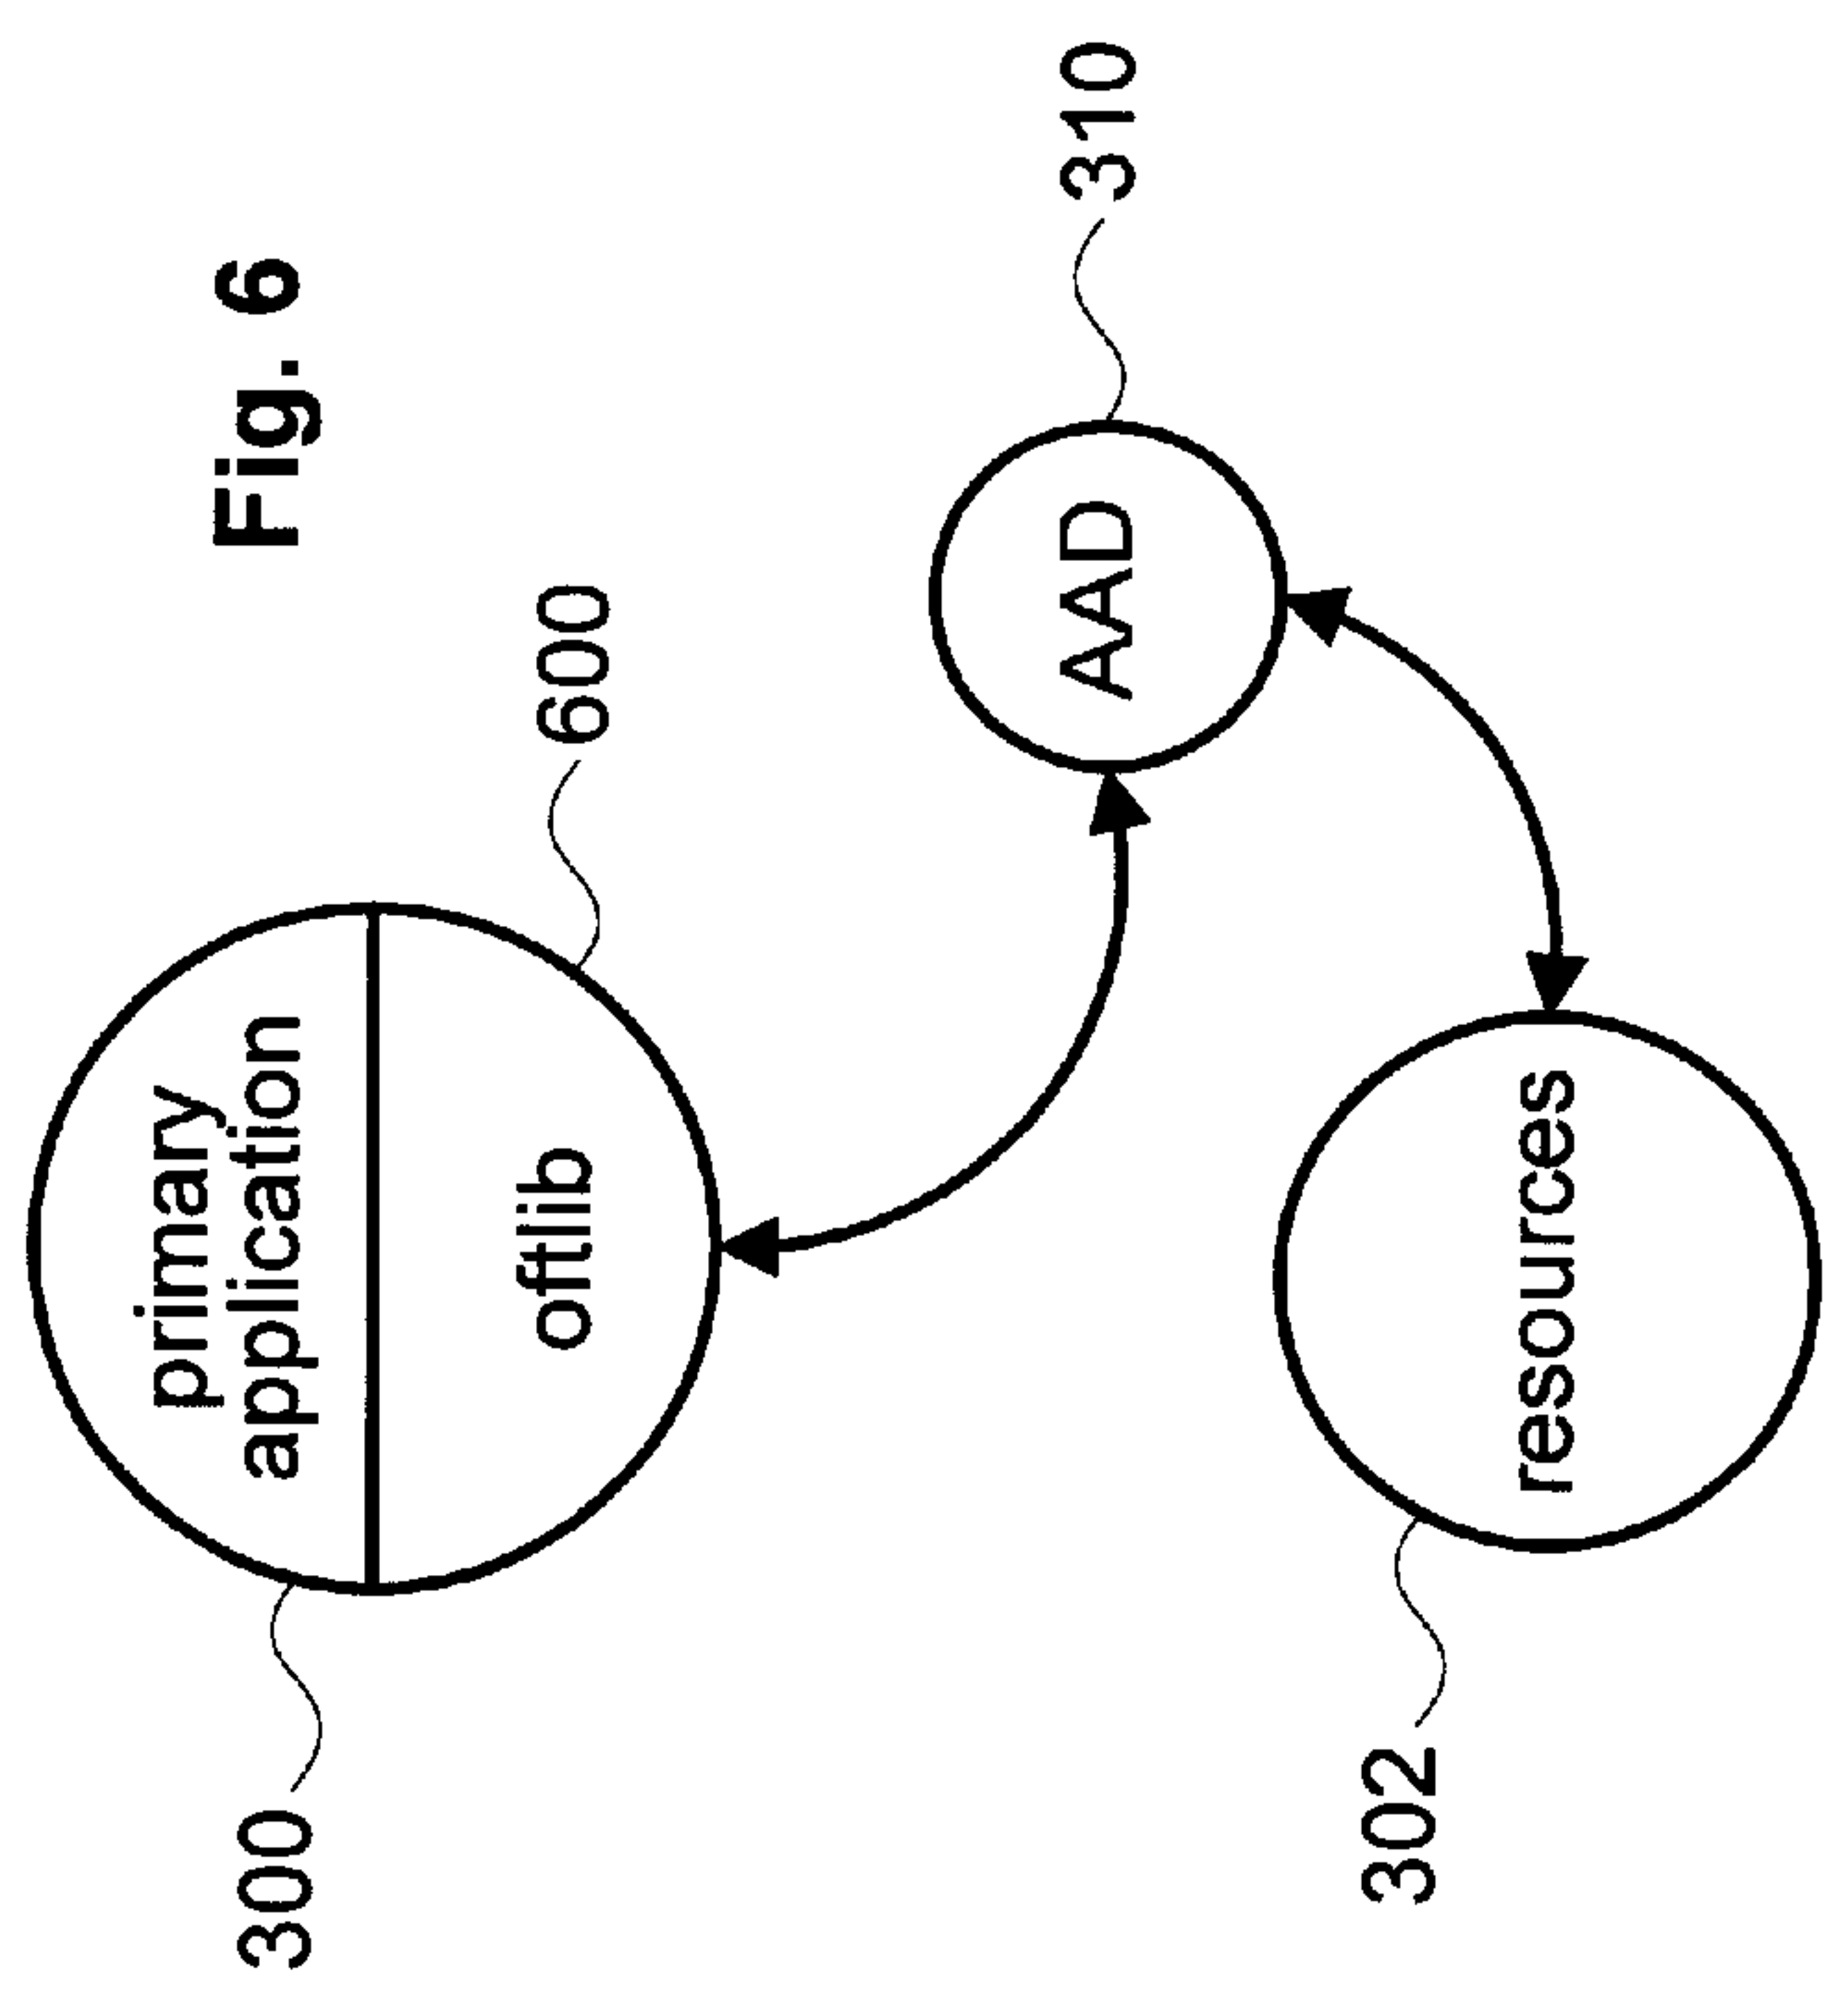 Fig. 6
300
primary
application
600
oftlib
310
AAD
302
resources